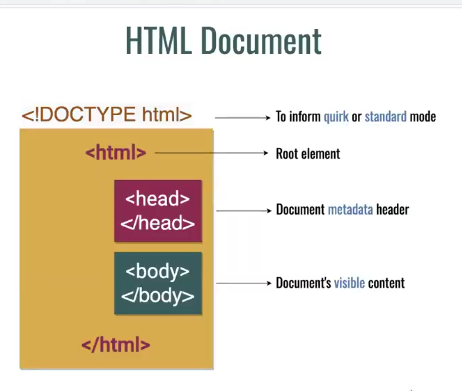 HTML Document
<!DOCTYPE html>
To inform quirk or standard mode
<html>
Root element
<head>
</head>
Document metadata header
<body>
</body>
Document's visible content
</html>